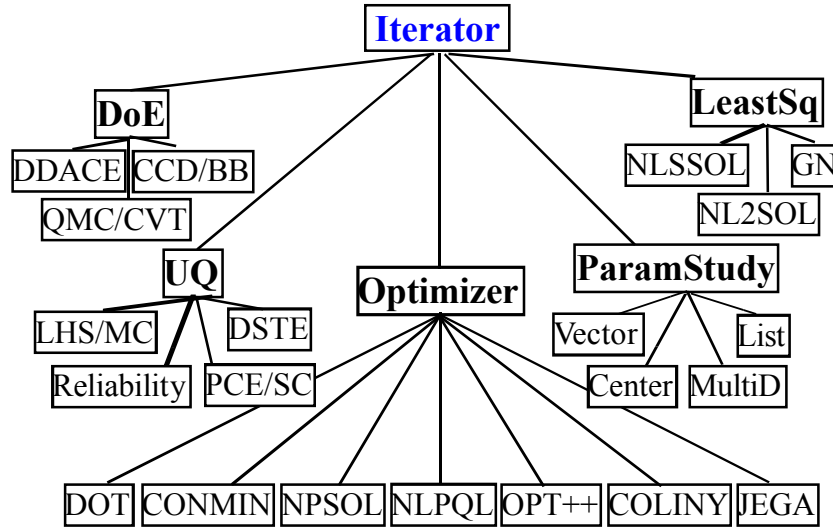 Iterator
DoE
LeastSq
DDACE
CCD/BB
NLSSOL
GN
QMC/CVT
NL2SOL
UQ
Optimizer
ParamStudy
LHS/MC
DSTE
Vector
List
Reliability
PCE/SC
Center
MultiD
DOT
CONMIN
NPSOL
NLPQL
OPT++
COLINY
JEGA